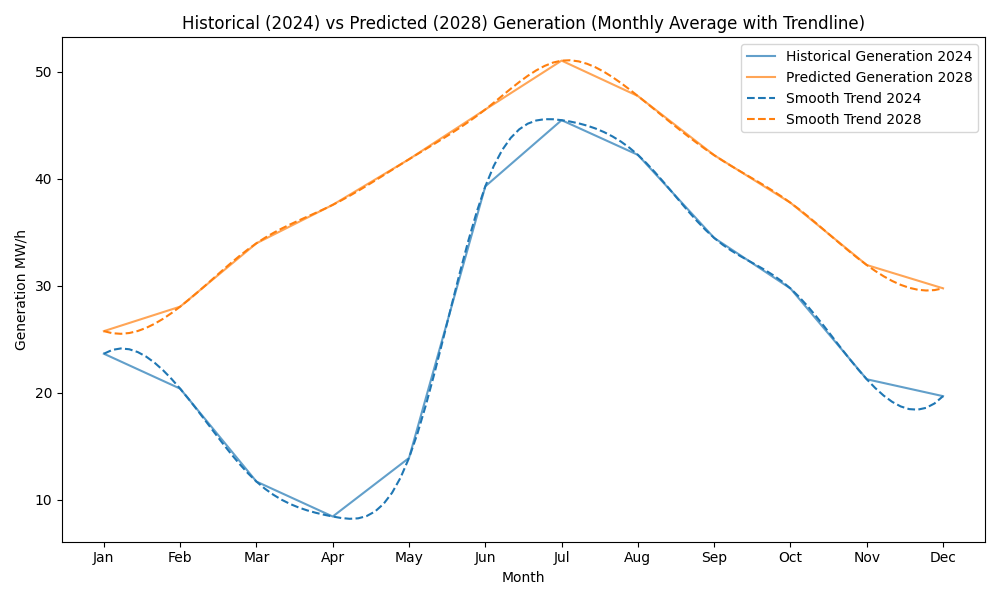 Historical (2024) vs Predicted (2028) Generation (Monthly Average with Trendline)
Historical Generation 2024
Predicted Generation 2028
Smooth Trend 2024
Smooth Trend 2028
Generation MW/h
50
40
30
20
10
Jan Feb Mar Apr May Jun Jul Aug Sep Oct Nov Dec
Month